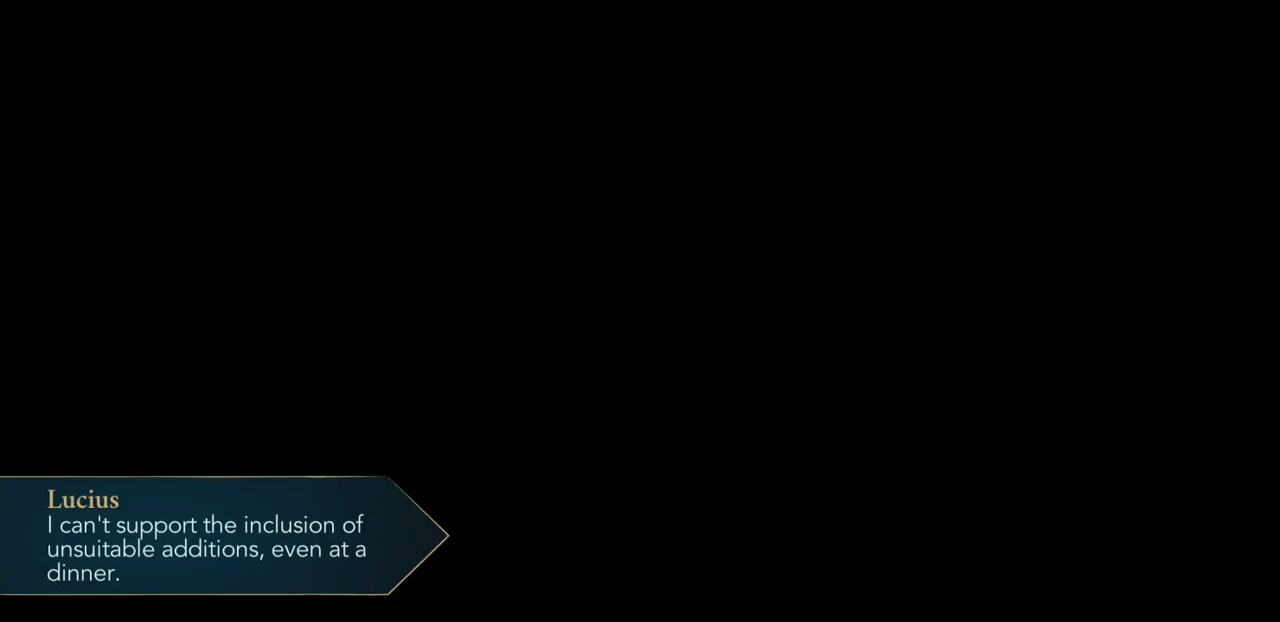 Lucius
I can't support the inclusion of
unsuitable additions, even at a
dinner.